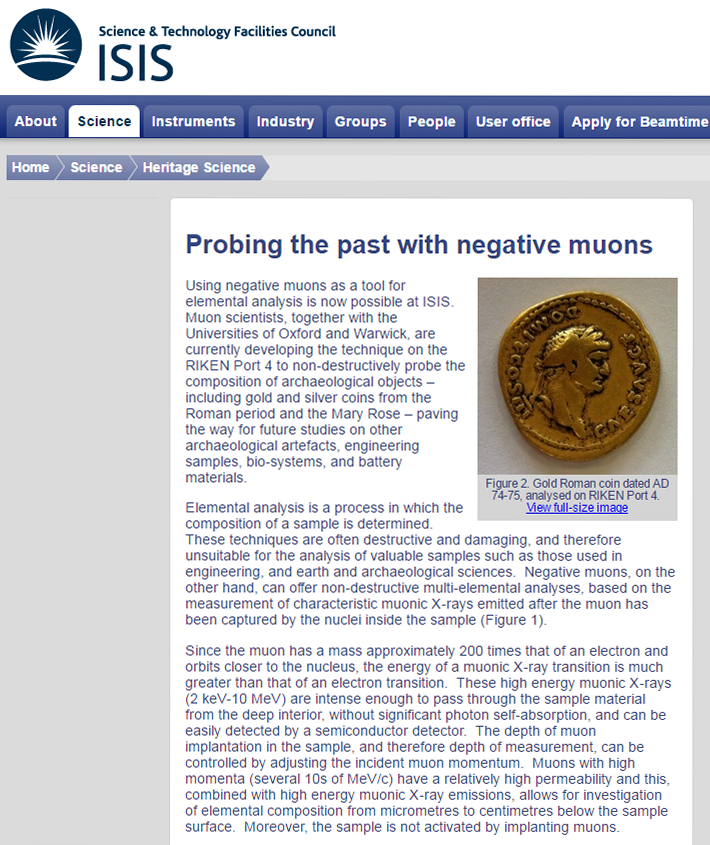 Science & Technology Facilities Council
ISIS
About Science Instruments Industry Groups People User office Apply for Beamtime
Home Science Heritage Science
Probing the past with negative muons
Using negative muons as a tool for
elemental analysis is now possible at ISIS.
Muon scientists, together with the
Universities of Oxford and Warwick, are
currently developing the technique on the
RIKEN Port 4 to non-destructively probe the
composition of archaeological objects –
including gold and silver coins from the
Roman period and the Mary Rose – paving
the way for future studies on other
archaeological artefacts, engineering
samples, bio-systems, and battery
materials.
DOMIT COS III
CAES AVG F
Figure 2. Gold Roman coin dated AD
74-75, analysed on RIKEN Port 4.
View full-size image
Elemental analysis is a process in which the
composition of a sample is determined.
These techniques are often destructive and damaging, and therefore
unsuitable for the analysis of valuable samples such as those used in
engineering, and earth and archaeological sciences.  Negative muons, on the
other hand, can offer non-destructive multi-elemental analyses, based on the
measurement of characteristic muonic X-rays emitted after the muon has
been captured by the nuclei inside the sample (Figure 1).
Since the muon has a mass approximately 200 times that of an electron and
orbits closer to the nucleus, the energy of a muonic X-ray transition is much
greater than that of an electron transition.  These high energy muonic X-rays
(2 keV-10 MeV) are intense enough to pass through the sample material
from the deep interior, without significant photon self-absorption, and can be
easily detected by a semiconductor detector.  The depth of muon
implantation in the sample, and therefore depth of measurement, can be
controlled by adjusting the incident muon momentum.  Muons with high
momenta (several 10s of MeV/c) have a relatively high permeability and this,
combined with high energy muonic X-ray emissions, allows for investigation
of elemental composition from micrometres to centimetres below the sample
surface.  Moreover, the sample is not activated by implanting muons.